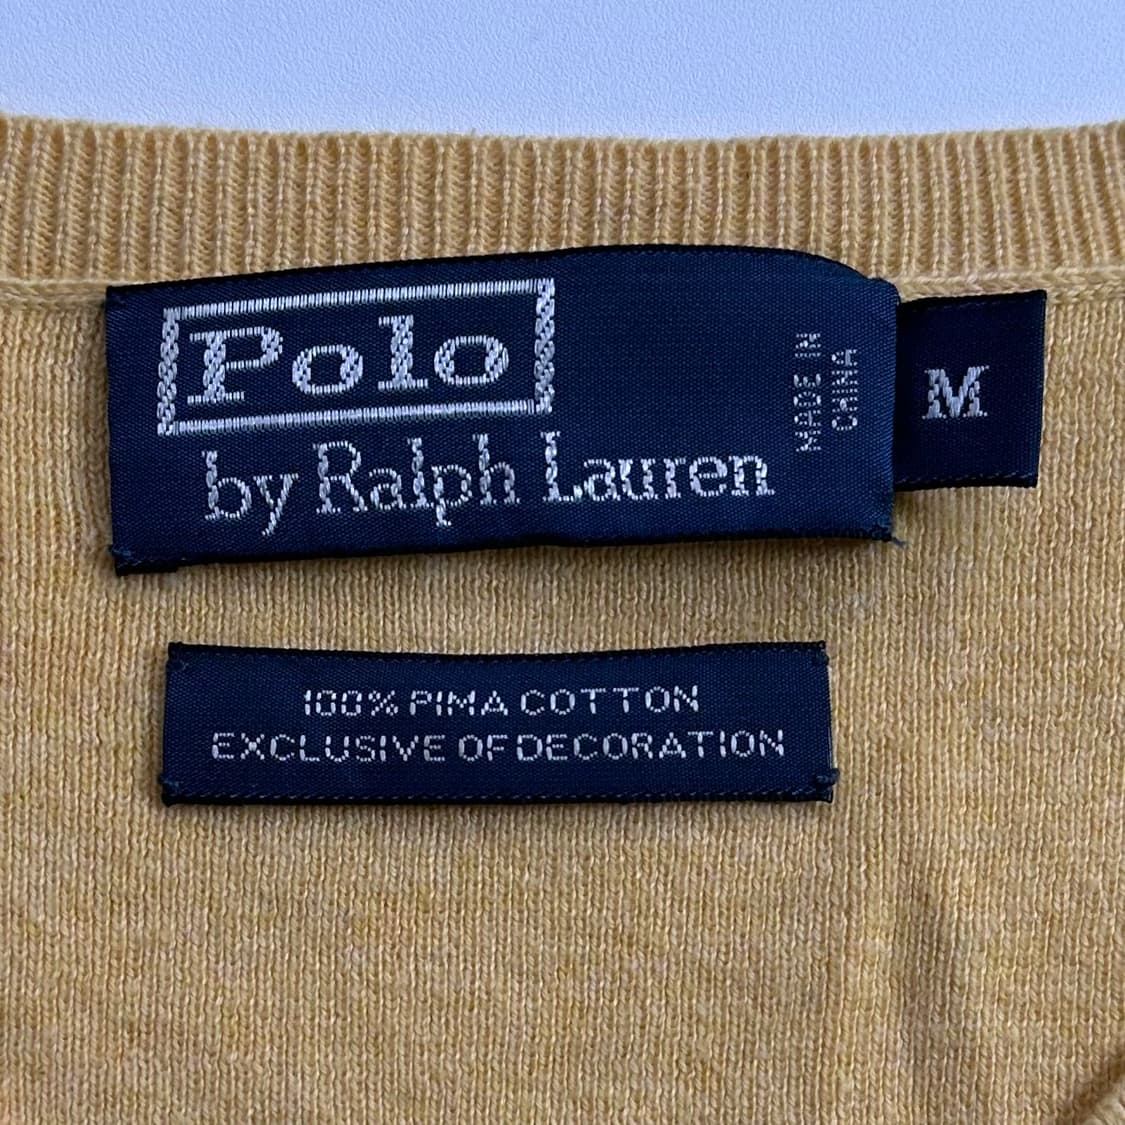 Polo
by Ralph Lauren
MADE IN
CHINA
M
100% PIMA COTTON
EXCLUSIVE OF DECORATION